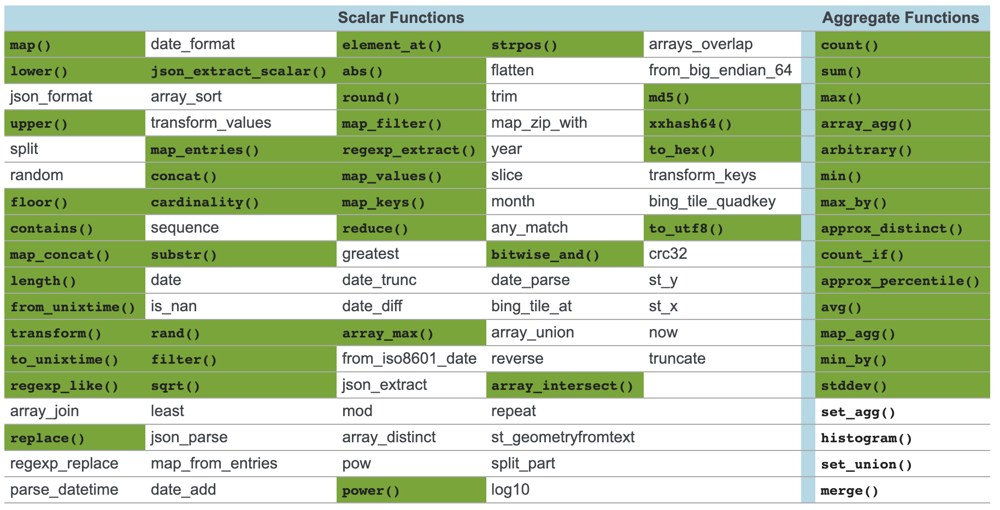 Scalar Functions Aggregate Functions
map() date_format element_at() strpos() arrays_overlap count()
lower() json_extract_scalar() abs() flatten from_big_endian_64 sum()
json_format array_sort round() trim md5() max()
upper() transform_values map_filter() map_zip_with xxhash64() array_agg()
split map_entries() regexp_extract() year to_hex() arbitrary()
random concat() map_values() slice transform_keys min()
floor() cardinality() map_keys() month bing_tile_quadkey max_by()
contains() sequence reduce() any_match to_utf8() approx_distinct()
map_concat() substr() greatest bitwise_and() crc32 count_if()
length() date date_trunc date_parse st_y approx_percentile()
from_unixtime() is_nan date_diff bing_tile_at st_x avg()
transform() rand() array_max() array_union now map_agg()
to_unixtime() filter() from_iso8601_date reverse truncate min_by()
regexp_like() sqrt() json_extract array_intersect() stddev()
array_join least mod repeat set_agg()
replace() json_parse array_distinct st_geometryfromtext histogram()
regexp_replace map_from_entries pow split_part set_union()
parse_datetime date_add power() log10 merge()